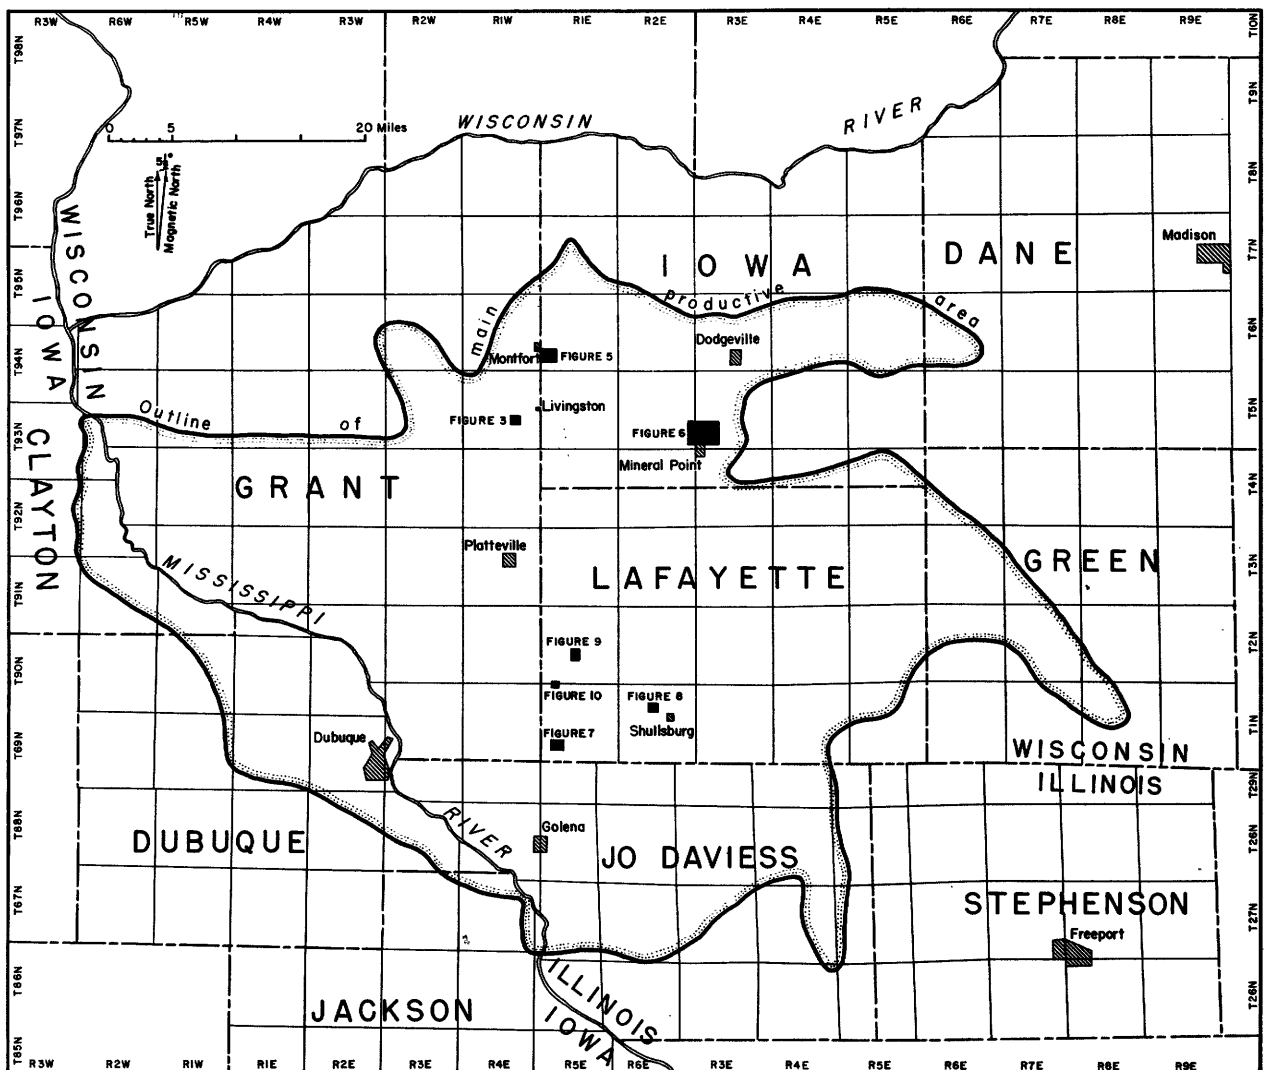 R3W R6W R5W R4W R3W R2W R1W R1E R2E R3E R4E R5E R6E R7E R8E R9E
T98N
T97N
T96N
T95N
T94N
T93N
T92N
T91N
T90N
T69N
T88N
T67N
T86N
T85N
T10N
T9N
T8N
T7N
T6N
T5N
T4N
T3N
T2N
T1N
T29N
T26N
T27N
T26N
0 5 20 Miles
True North
Magnetic North
WISCONSIN RIVER
WISCONSIN
IOWA
IOWA
DANE
Madison
main productive area
Outline of
Montfort
FIGURE 5
Dodgeville
Livingston
FIGURE 3
FIGURE 6
Mineral Point
GRANT
CLAYTON
Platteville
LAFAYETTE
GREEN
MISSISSIPPI
FIGURE 9
FIGURE 10
FIGURE 8
Shullsburg
FIGURE 7
Dubuque
WISCONSIN
ILLINOIS
RIVER
Golena
DUBUQUE
JO DAVIESS
STEPHENSON
Freeport
JACKSON
ILLINOIS
IOWA
R3W R2W R1W R1E R2E R3E R4E R5E R6E R3E R4E R5E R6E R7E R8E R9E